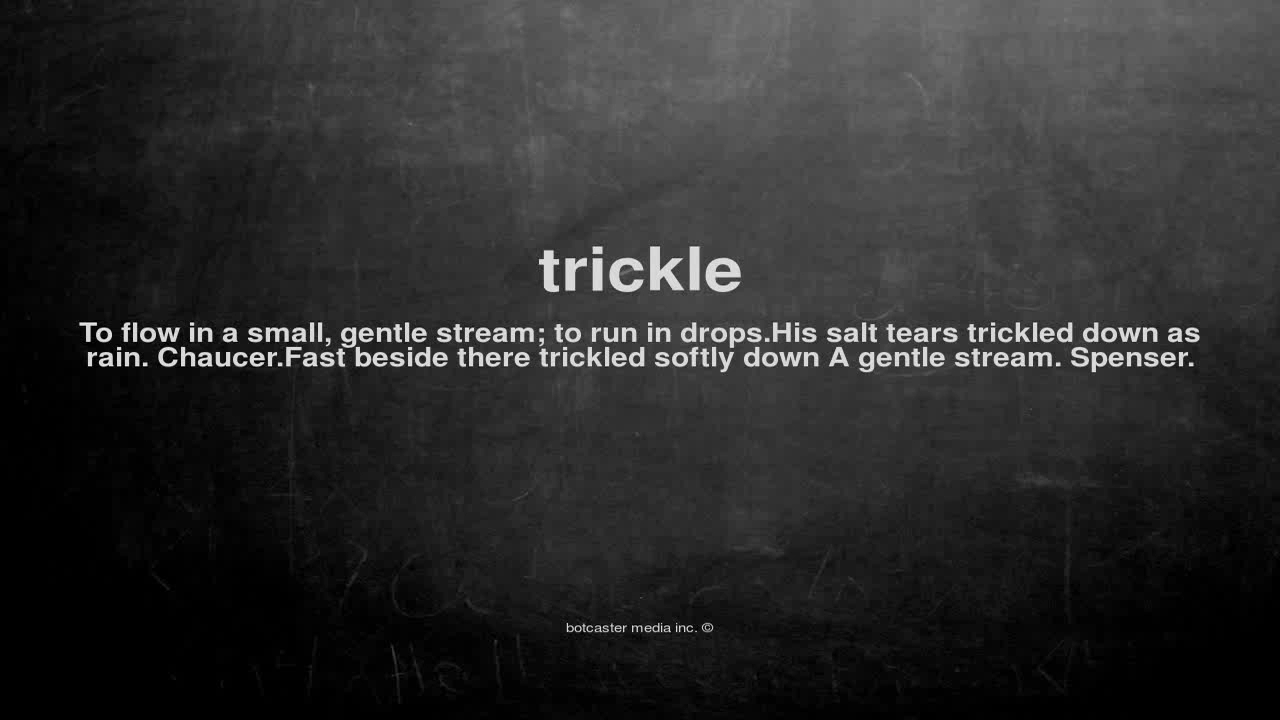 trickle
To flow in a small, gentle stream; to run in drops.His salt tears trickled down as
rain. Chaucer.Fast beside there trickled softly down A gentle stream. Spenser.
botcaster media inc. ©